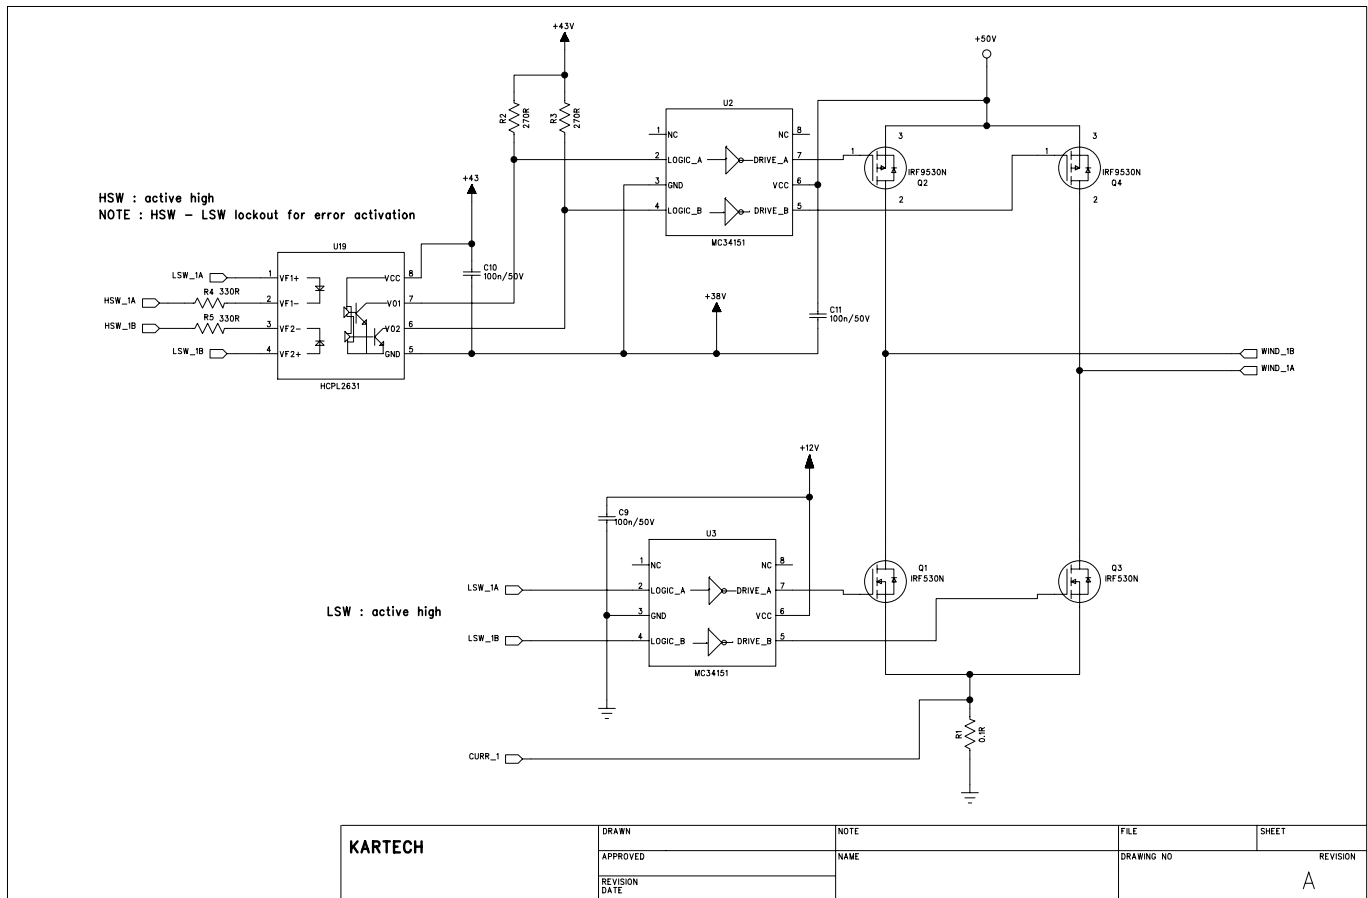 +43V
+50V
R2
270R
R3
270R
U2
1
NC
NC
8
2
LOGIC_A
DRIVE_A
7
3
GND
VCC
6
4
LOGIC_B
DRIVE_B
5
MC34151
3
1
IRF9530N
Q2
2
3
1
IRF9530N
Q4
2
HSW : active high
NOTE : HSW - LSW lockout for error activation
+43
U19
C10
100n/50V
LSW_1A
1
VF1+
VCC
8
HSW_1A
R4 330R
2
VF1-
VO1
7
HSW_1B
R5 330R
3
VF2-
VO2
6
LSW_1B
4
VF2+
GND
5
HCPL2631
+38V
C11
100n/50V
WIND_1B
WIND_1A
+12V
C9
100n/50V
U3
1
NC
NC
8
LSW_1A
2
LOGIC_A
DRIVE_A
7
3
GND
VCC
6
LSW_1B
4
LOGIC_B
DRIVE_B
5
MC34151
Q1
IRF530N
Q3
IRF530N
LSW : active high
R1
0.1R
CURR_1
KARTECH
DRAWN
NOTE
FILE
SHEET
APPROVED
NAME
DRAWING NO
REVISION
REVISION
DATE
A